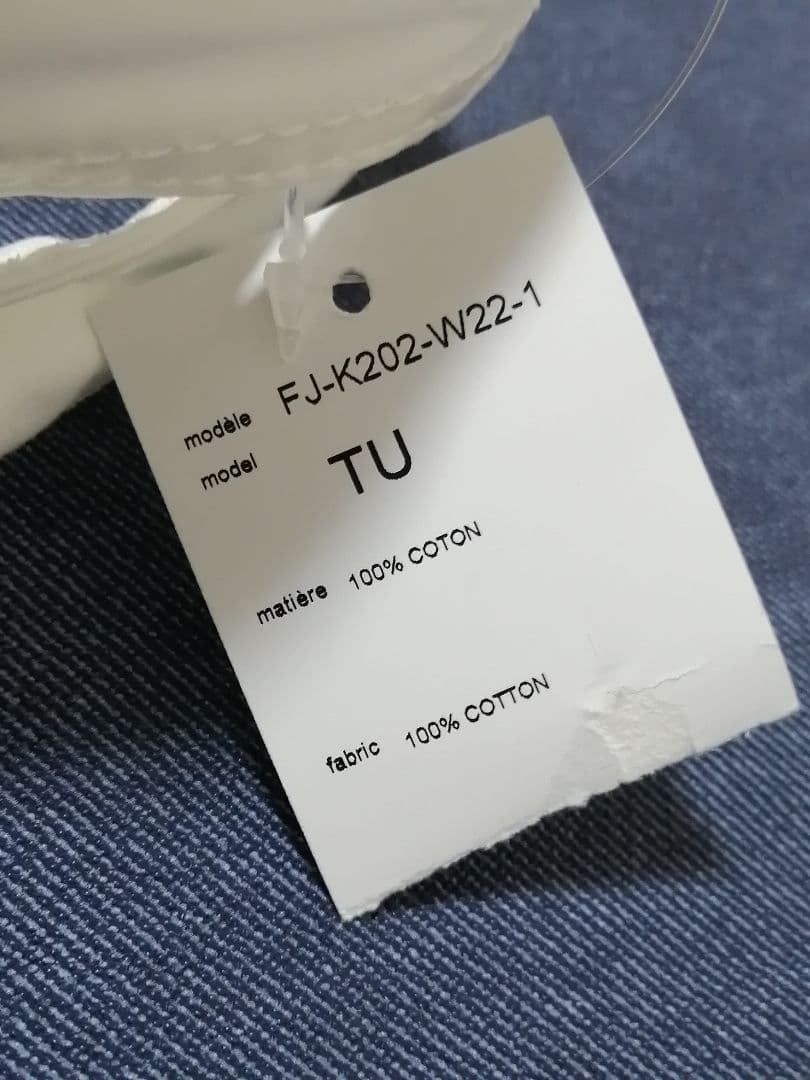 modèle FJ-K202-W22-1
model TU
matière 100% COTON
fabric 100% COTTON